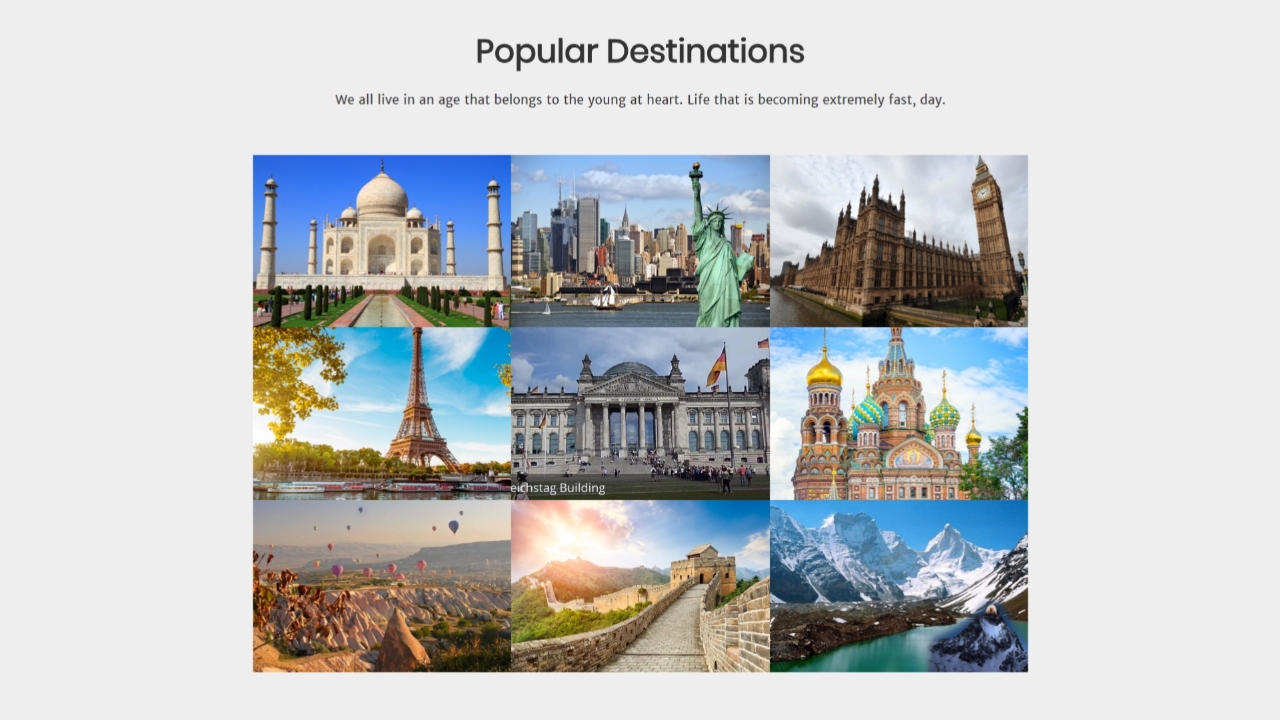 Popular Destinations
We all live in an age that belongs to the young at heart. Life that is becoming extremely fast, day.
eichstag Building